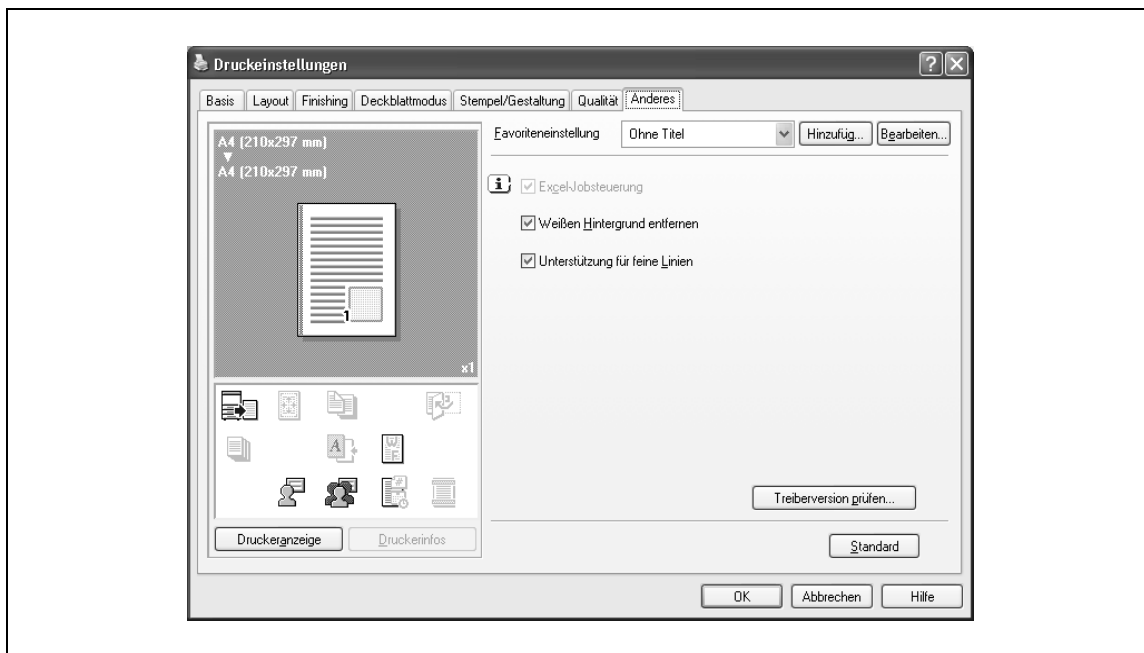 Druckeinstellungen
Basis Layout Finishing Deckblattmodus Stempel/Gestaltung Qualität Anderes
A4 (210x297 mm)
A4 (210x297 mm)
1
x1
Druckeranzeige Druckerinfos
Favoriteneinstellung Ohne Titel Hinzufüg... Bearbeiten...
Excel-Jobsteuerung
Weißen Hintergrund entfernen
Unterstützung für feine Linien
Treiberversion prüfen...
Standard
OK Abbrechen Hilfe